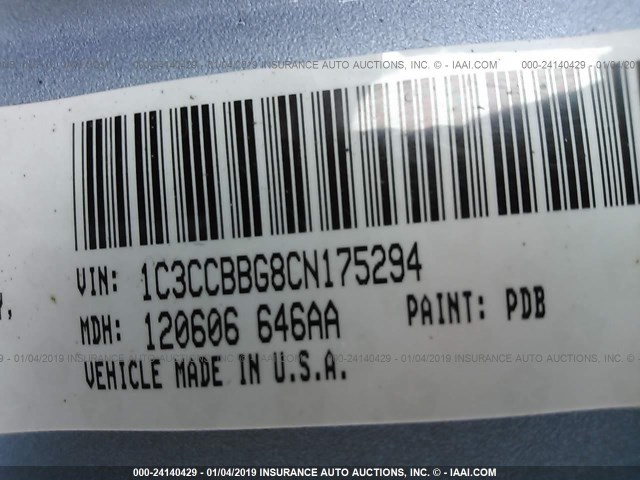 000-24140429 - 01/04/2019 INSURANCE AUTO AUCTIONS, INC. - IAAI.COM
VIN: 1C3CCBBG8CN175294
Y,
MDH: 120606 646AA PAINT: PDB
VEHICLE MADE IN U.S.A.
000-24140429 - 01/04/2019 INSURANCE AUTO AUCTIONS, INC. - IAAI.COM
000-24140429 - 01/04/2019 INSURANCE AUTO AUCTIONS, INC. - IAAI.COM